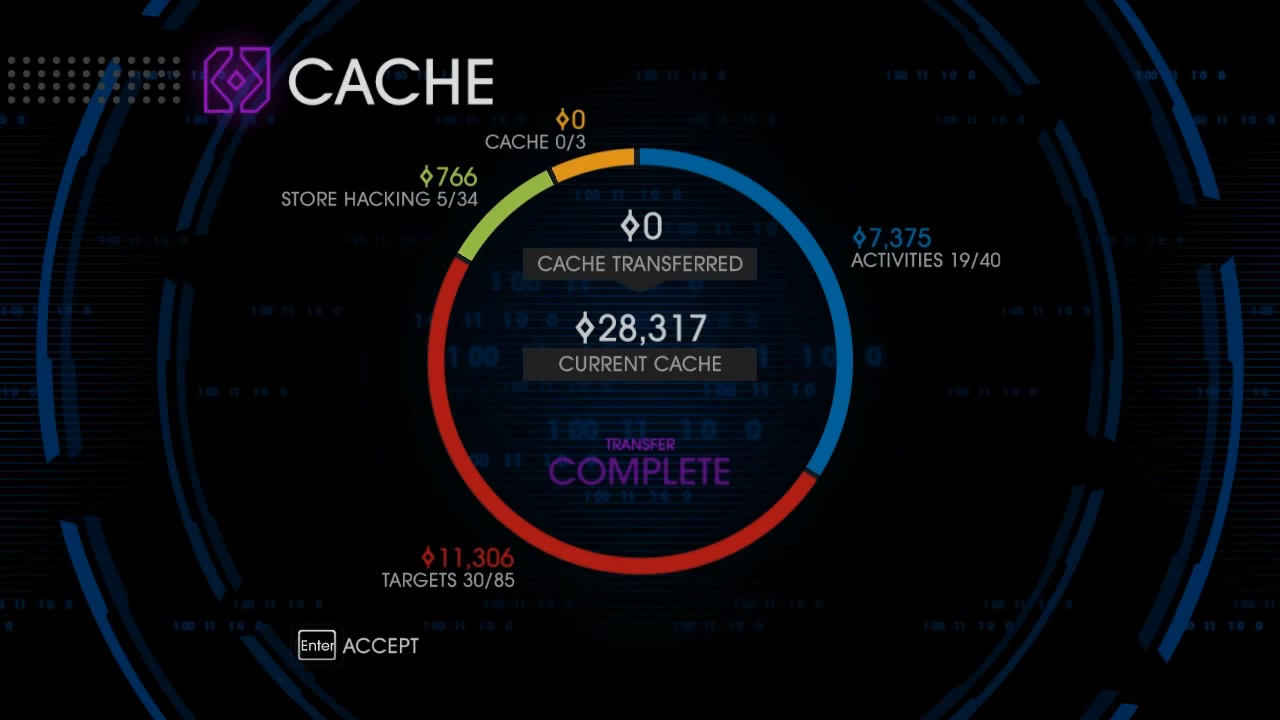 CACHE
0
CACHE 0/3
766
STORE HACKING 5/34
0
CACHE TRANSFERRED
7,375
ACTIVITIES 19/40
28,317
CURRENT CACHE
TRANSFER
COMPLETE
11,306
TARGETS 30/85
Enter ACCEPT